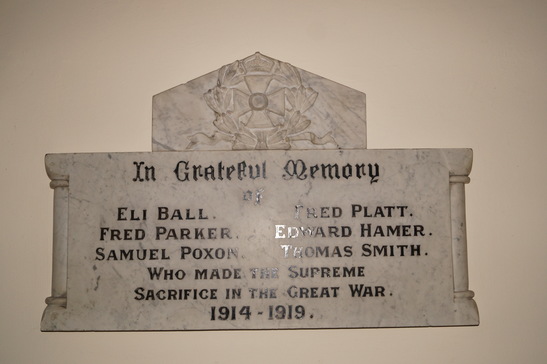 In Grateful Memory
of
ELI BALL. FRED PLATT.
FRED PARKER. EDWARD HAMER.
SAMUEL POXON. THOMAS SMITH.
WHO MADE THE SUPREME
SACRIFICE IN THE GREAT WAR.
1914-1919.